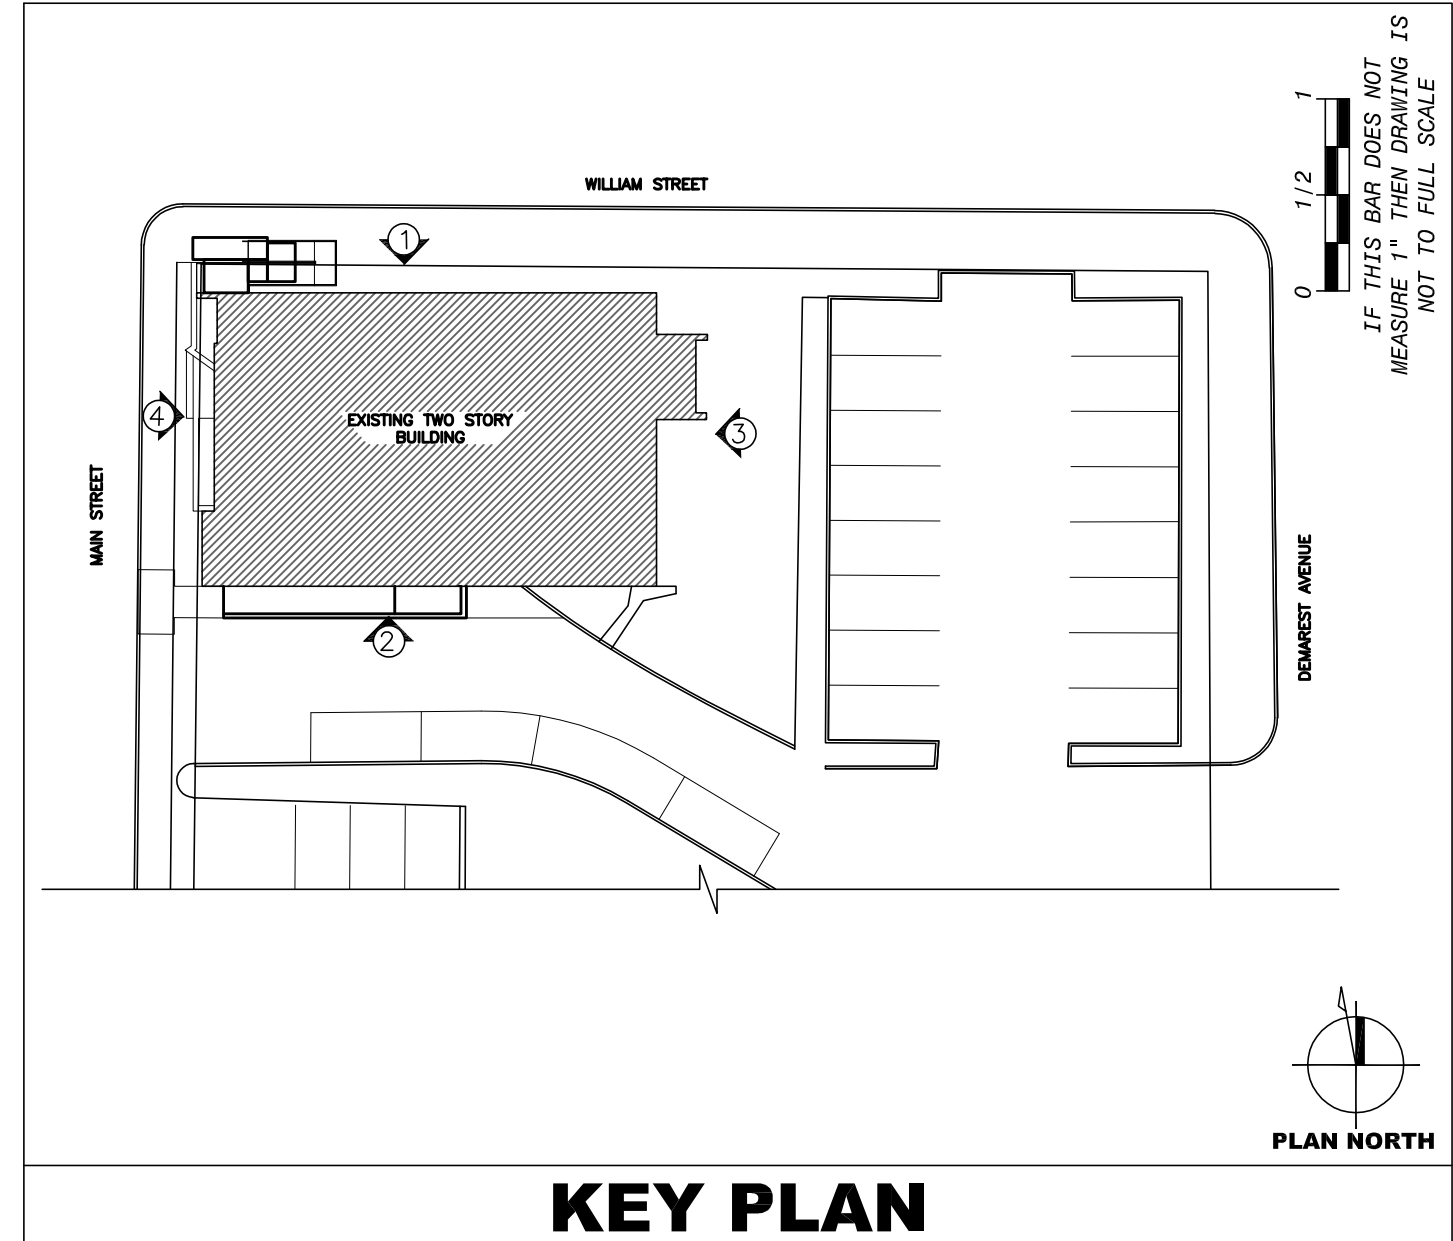 1
1/2
0
IF THIS BAR DOES NOT
MEASURE 1" THEN DRAWING IS
NOT TO FULL SCALE
WILLIAM STREET
1
4
EXISTING TWO STORY
BUILDING
3
MAIN STREET
DEMAREST AVENUE
2
PLAN NORTH
KEY PLAN